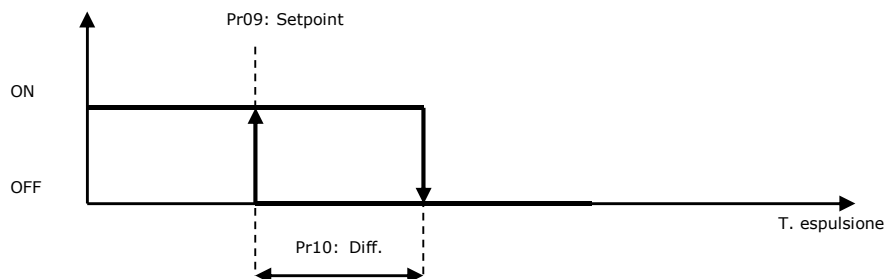 Pr09: Setpoint
ON
OFF
T. espulsione
Pr10: Diff.